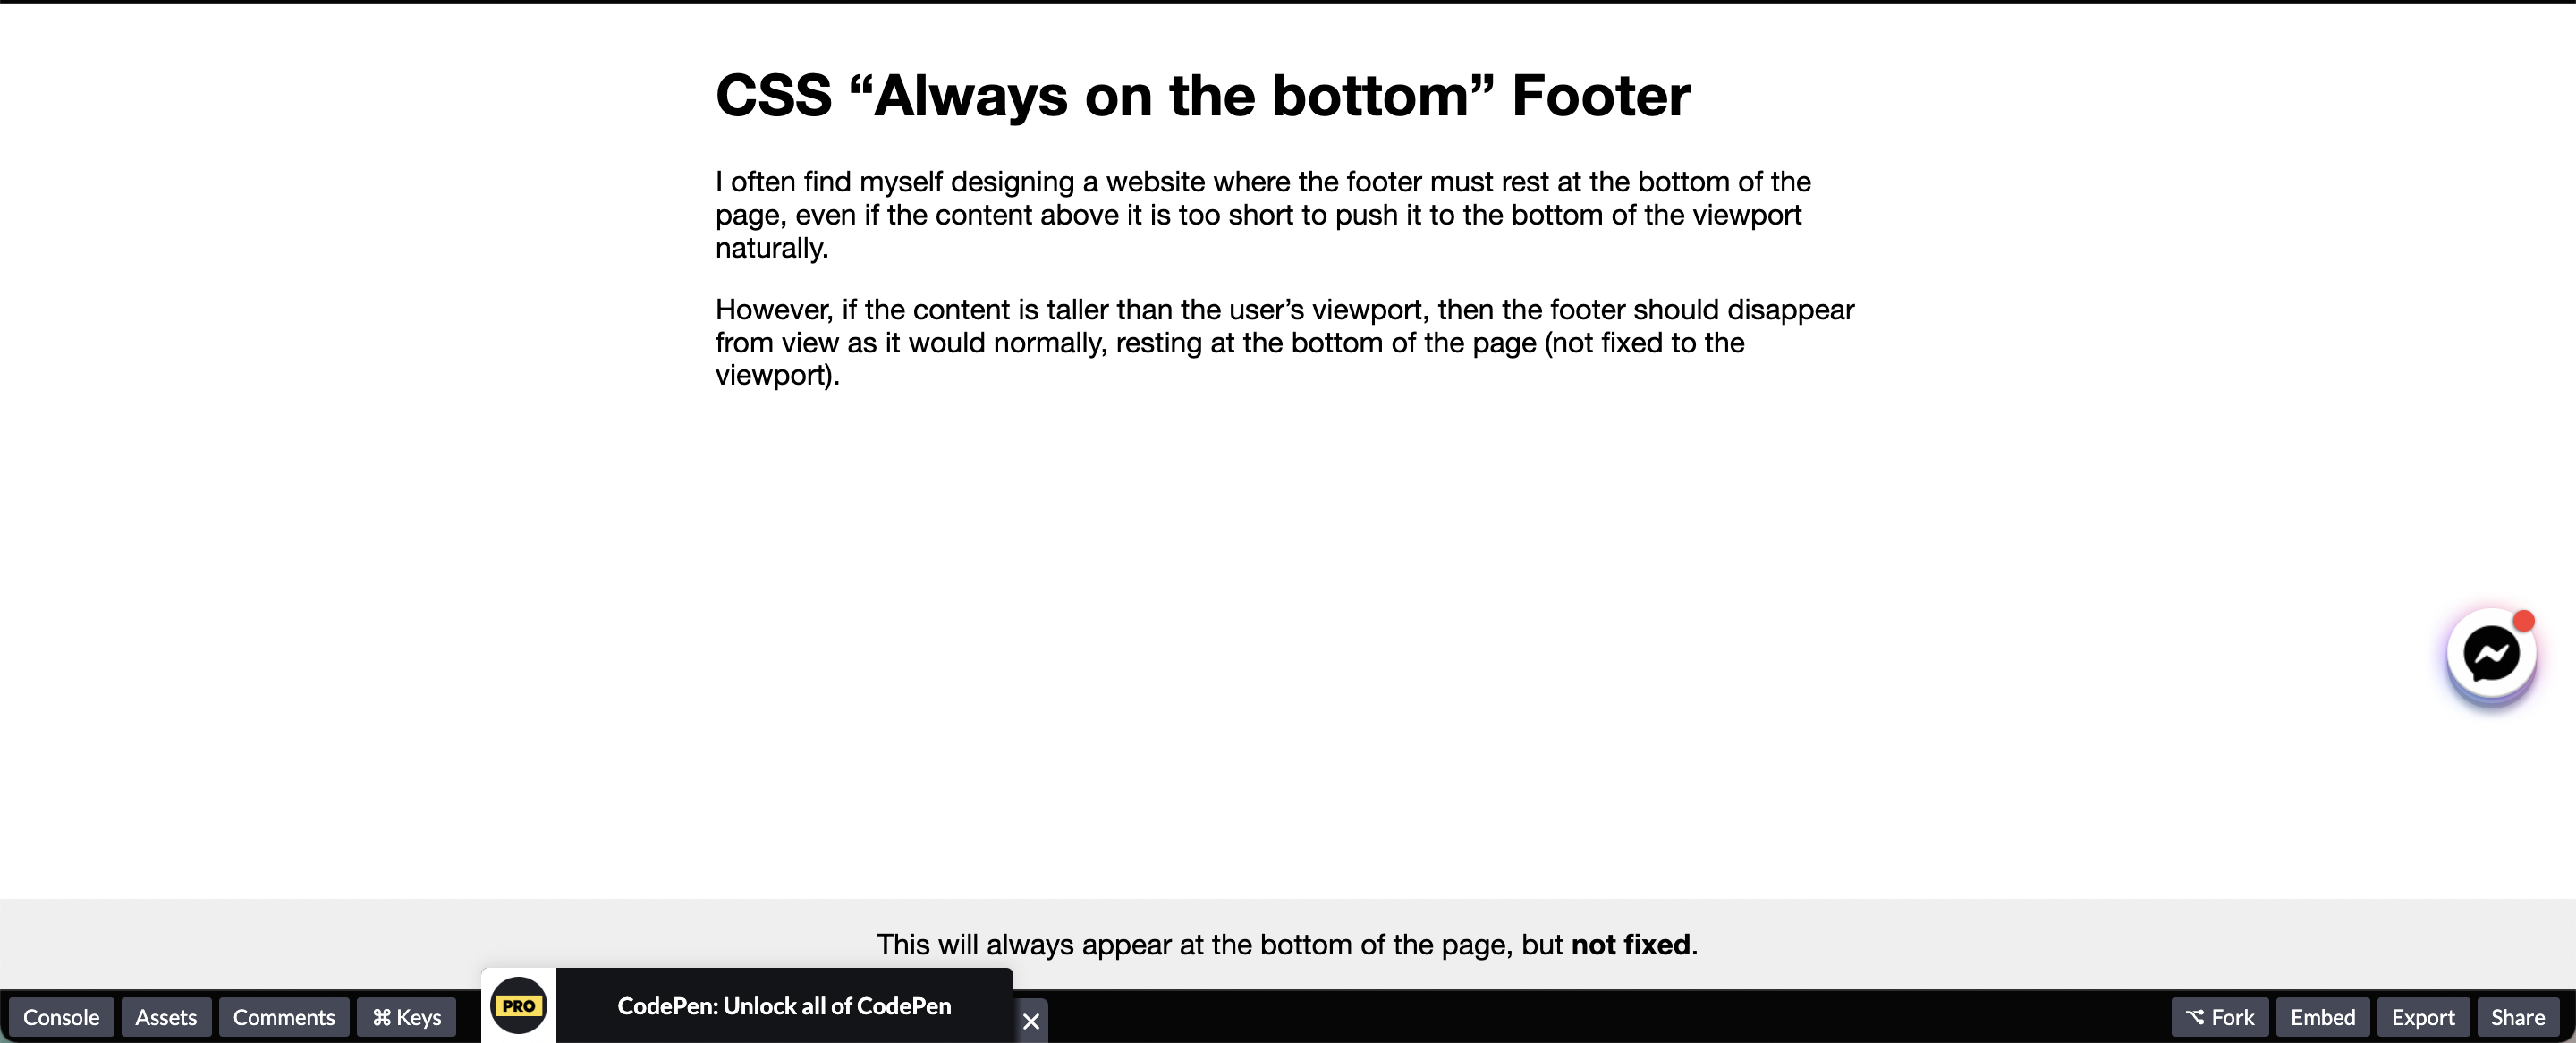 CSS “Always on the bottom” Footer
I often find myself designing a website where the footer must rest at the bottom of the
page, even if the content above it is too short to push it to the bottom of the viewport
naturally.
However, if the content is taller than the user’s viewport, then the footer should disappear
from view as it would normally, resting at the bottom of the page (not fixed to the
viewport).
This will always appear at the bottom of the page, but not fixed.
PRO
CodePen: Unlock all of CodePen
Console Assets Comments ⌘ Keys × ⌥ Fork Embed Export Share